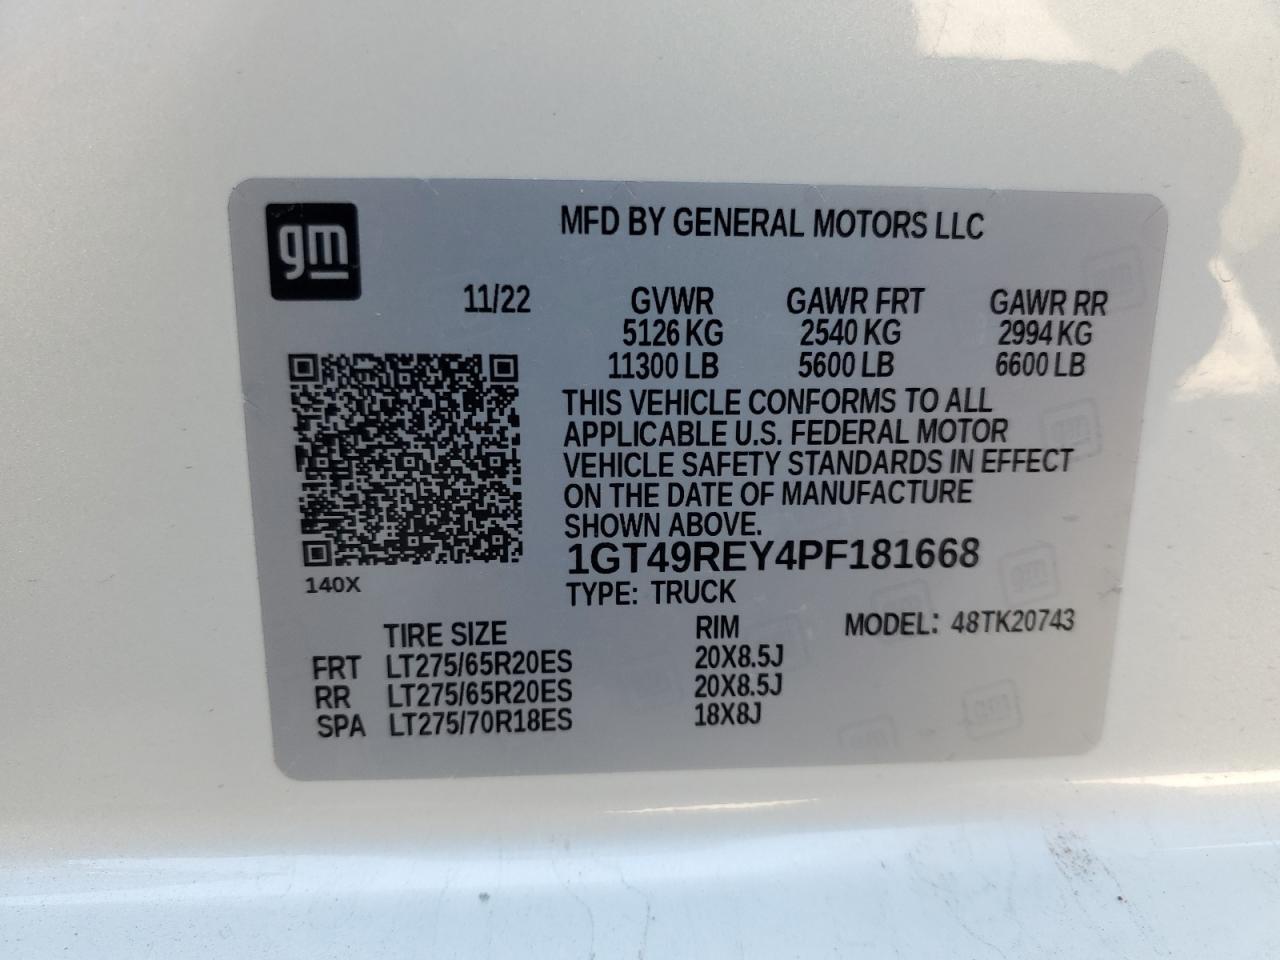 gm
MFD BY GENERAL MOTORS LLC
11/22 GVWR GAWR FRT GAWR RR
5126 KG 2540 KG 2994 KG
11300 LB 5600 LB 6600 LB
THIS VEHICLE CONFORMS TO ALL
APPLICABLE U.S. FEDERAL MOTOR
VEHICLE SAFETY STANDARDS IN EFFECT
ON THE DATE OF MANUFACTURE
SHOWN ABOVE.
1GT49REY4PF181668
140X
TYPE: TRUCK
TIRE SIZE RIM MODEL: 48TK20743
FRT LT275/65R20ES 20X8.5J
RR LT275/65R20ES 20X8.5J
SPA LT275/70R18ES 18X8J